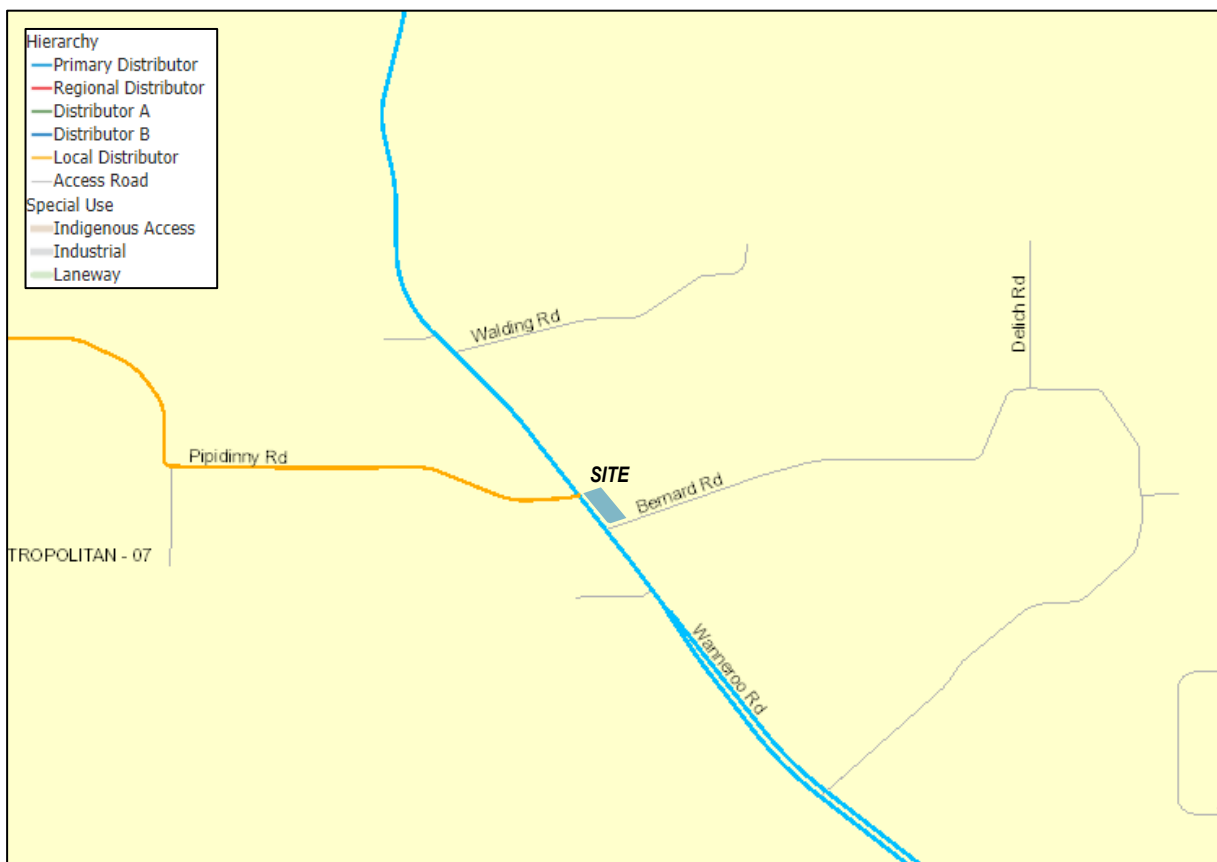 Hierarchy
Primary Distributor
Regional Distributor
Distributor A
Distributor B
Local Distributor
Access Road
Special Use
Indigenous Access
Industrial
Laneway
Walding Rd
Delich Rd
Pipidinny Rd
SITE
Bernard Rd
TROPOLITAN - 07
Wanneroo Rd